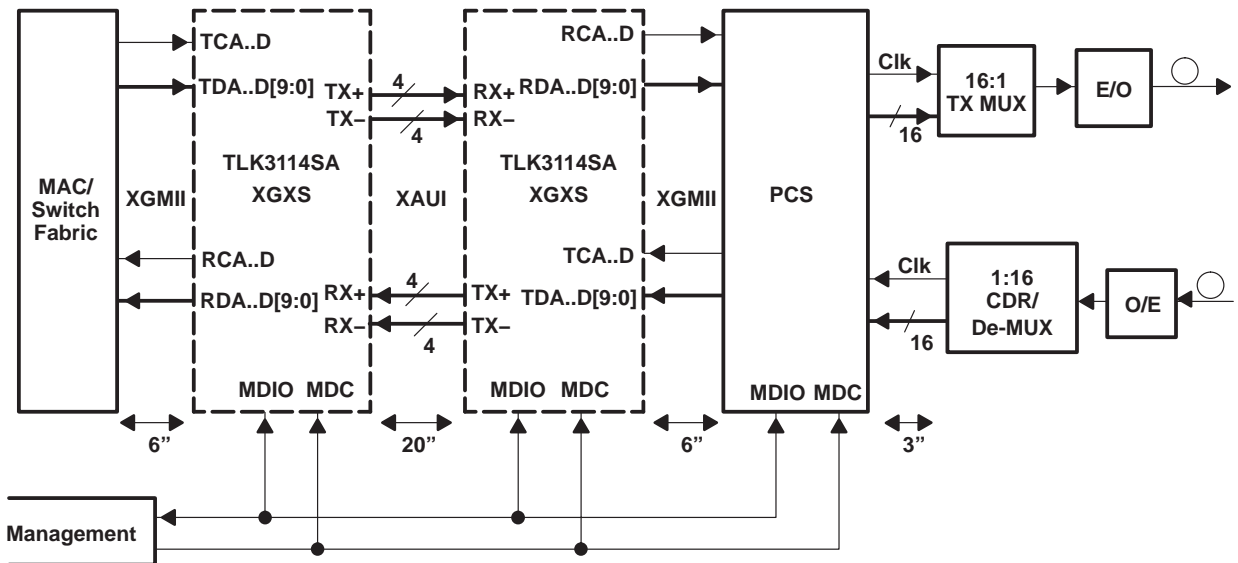 MAC/
Switch
Fabric
XGMII
TCA..D
TDA..D[9:0]
TX+
TX–
TLK3114SA
XGXS
RCA..D
RDA..D[9:0]
RX+
RX–
MDIO MDC
4
4
XAUI
4
4
RCA..D
RX+ RDA..D[9:0]
RX–
TLK3114SA
XGXS
TCA..D
TX+ TDA..D[9:0]
TX–
MDIO MDC
XGMII
PCS
MDIO MDC
Clk
16
16:1
TX MUX
E/O
Clk
16
1:16
CDR/
De-MUX
O/E
6”
20”
6”
3”
Management